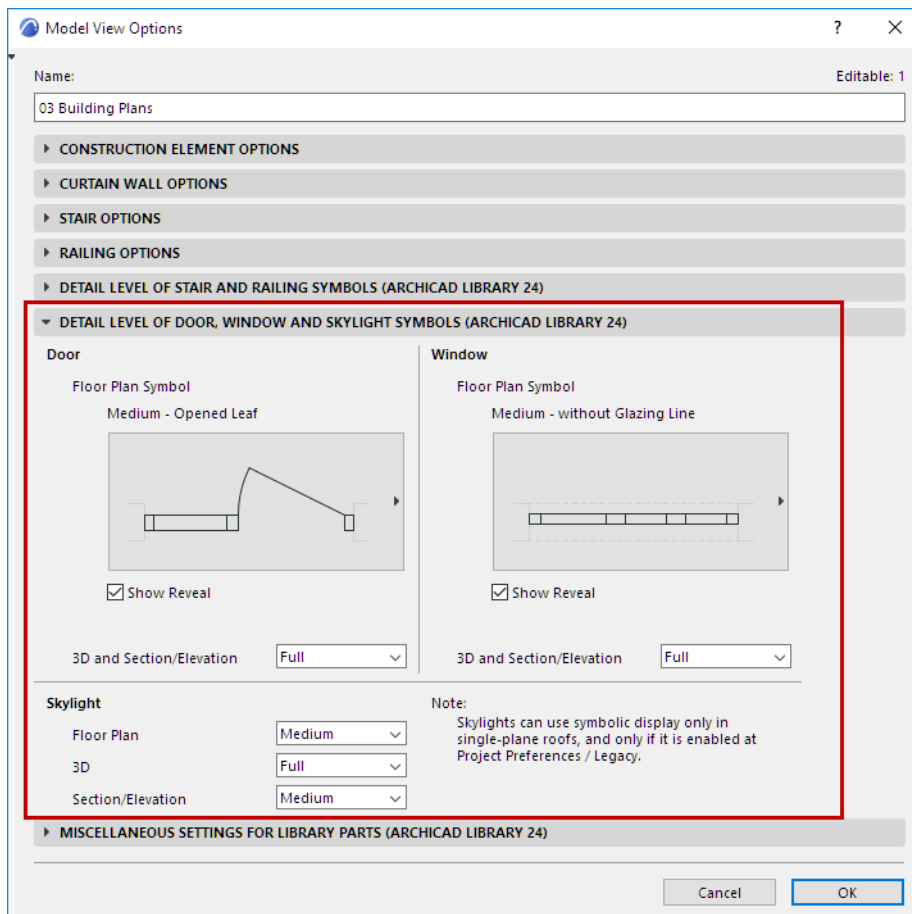 Model View Options
?
Name:
Editable: 1
03 Building Plans
CONSTRUCTION ELEMENT OPTIONS
CURTAIN WALL OPTIONS
STAIR OPTIONS
RAILING OPTIONS
DETAIL LEVEL OF STAIR AND RAILING SYMBOLS (ARCHICAD LIBRARY 24)
DETAIL LEVEL OF DOOR, WINDOW AND SKYLIGHT SYMBOLS (ARCHICAD LIBRARY 24)
Door
Floor Plan Symbol
Medium - Opened Leaf
Show Reveal
3D and Section/Elevation
Full
Window
Floor Plan Symbol
Medium - without Glazing Line
Show Reveal
3D and Section/Elevation
Full
Skylight
Floor Plan
Medium
3D
Full
Section/Elevation
Medium
Note:
Skylights can use symbolic display only in
single-plane roofs, and only if it is enabled at
Project Preferences / Legacy.
MISCELLANEOUS SETTINGS FOR LIBRARY PARTS (ARCHICAD LIBRARY 24)
Cancel
OK